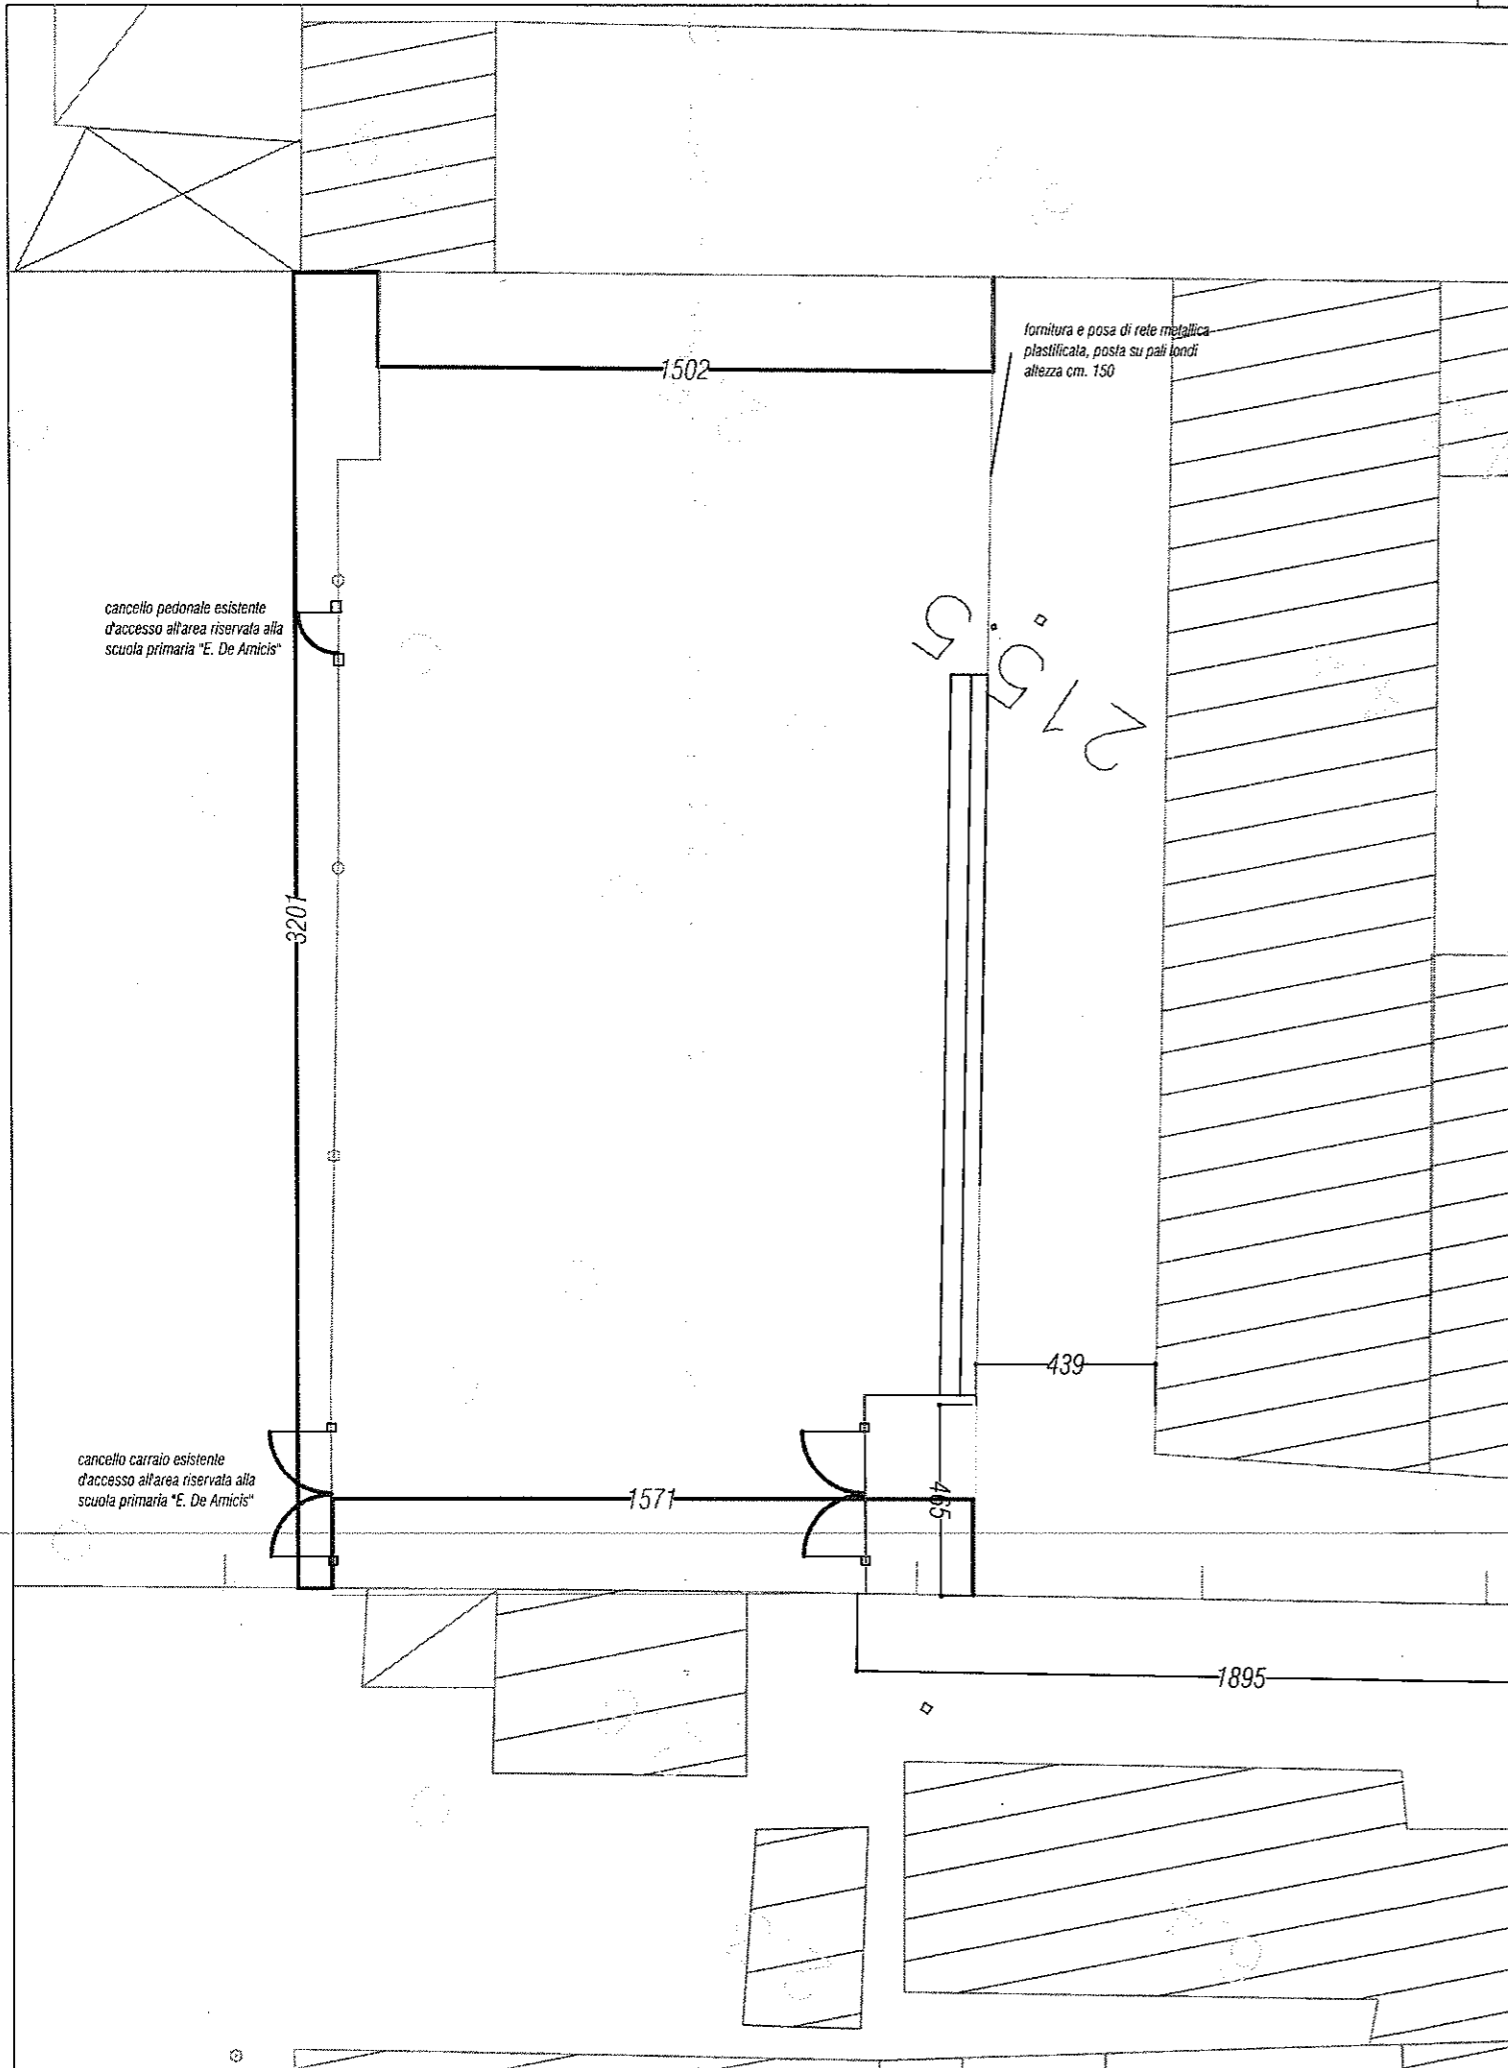 1502
fornitura e posa di rete metallica
plastificata, posta su pali tondi
altezza cm. 150
cancello pedonale esistente
d'accesso all'area riservata alla
scuola primaria "E. De Amicis"
215.55
3201
439
cancello carraio esistente
d'accesso all'area riservata alla
scuola primaria "E. De Amicis"
1571
465
1895